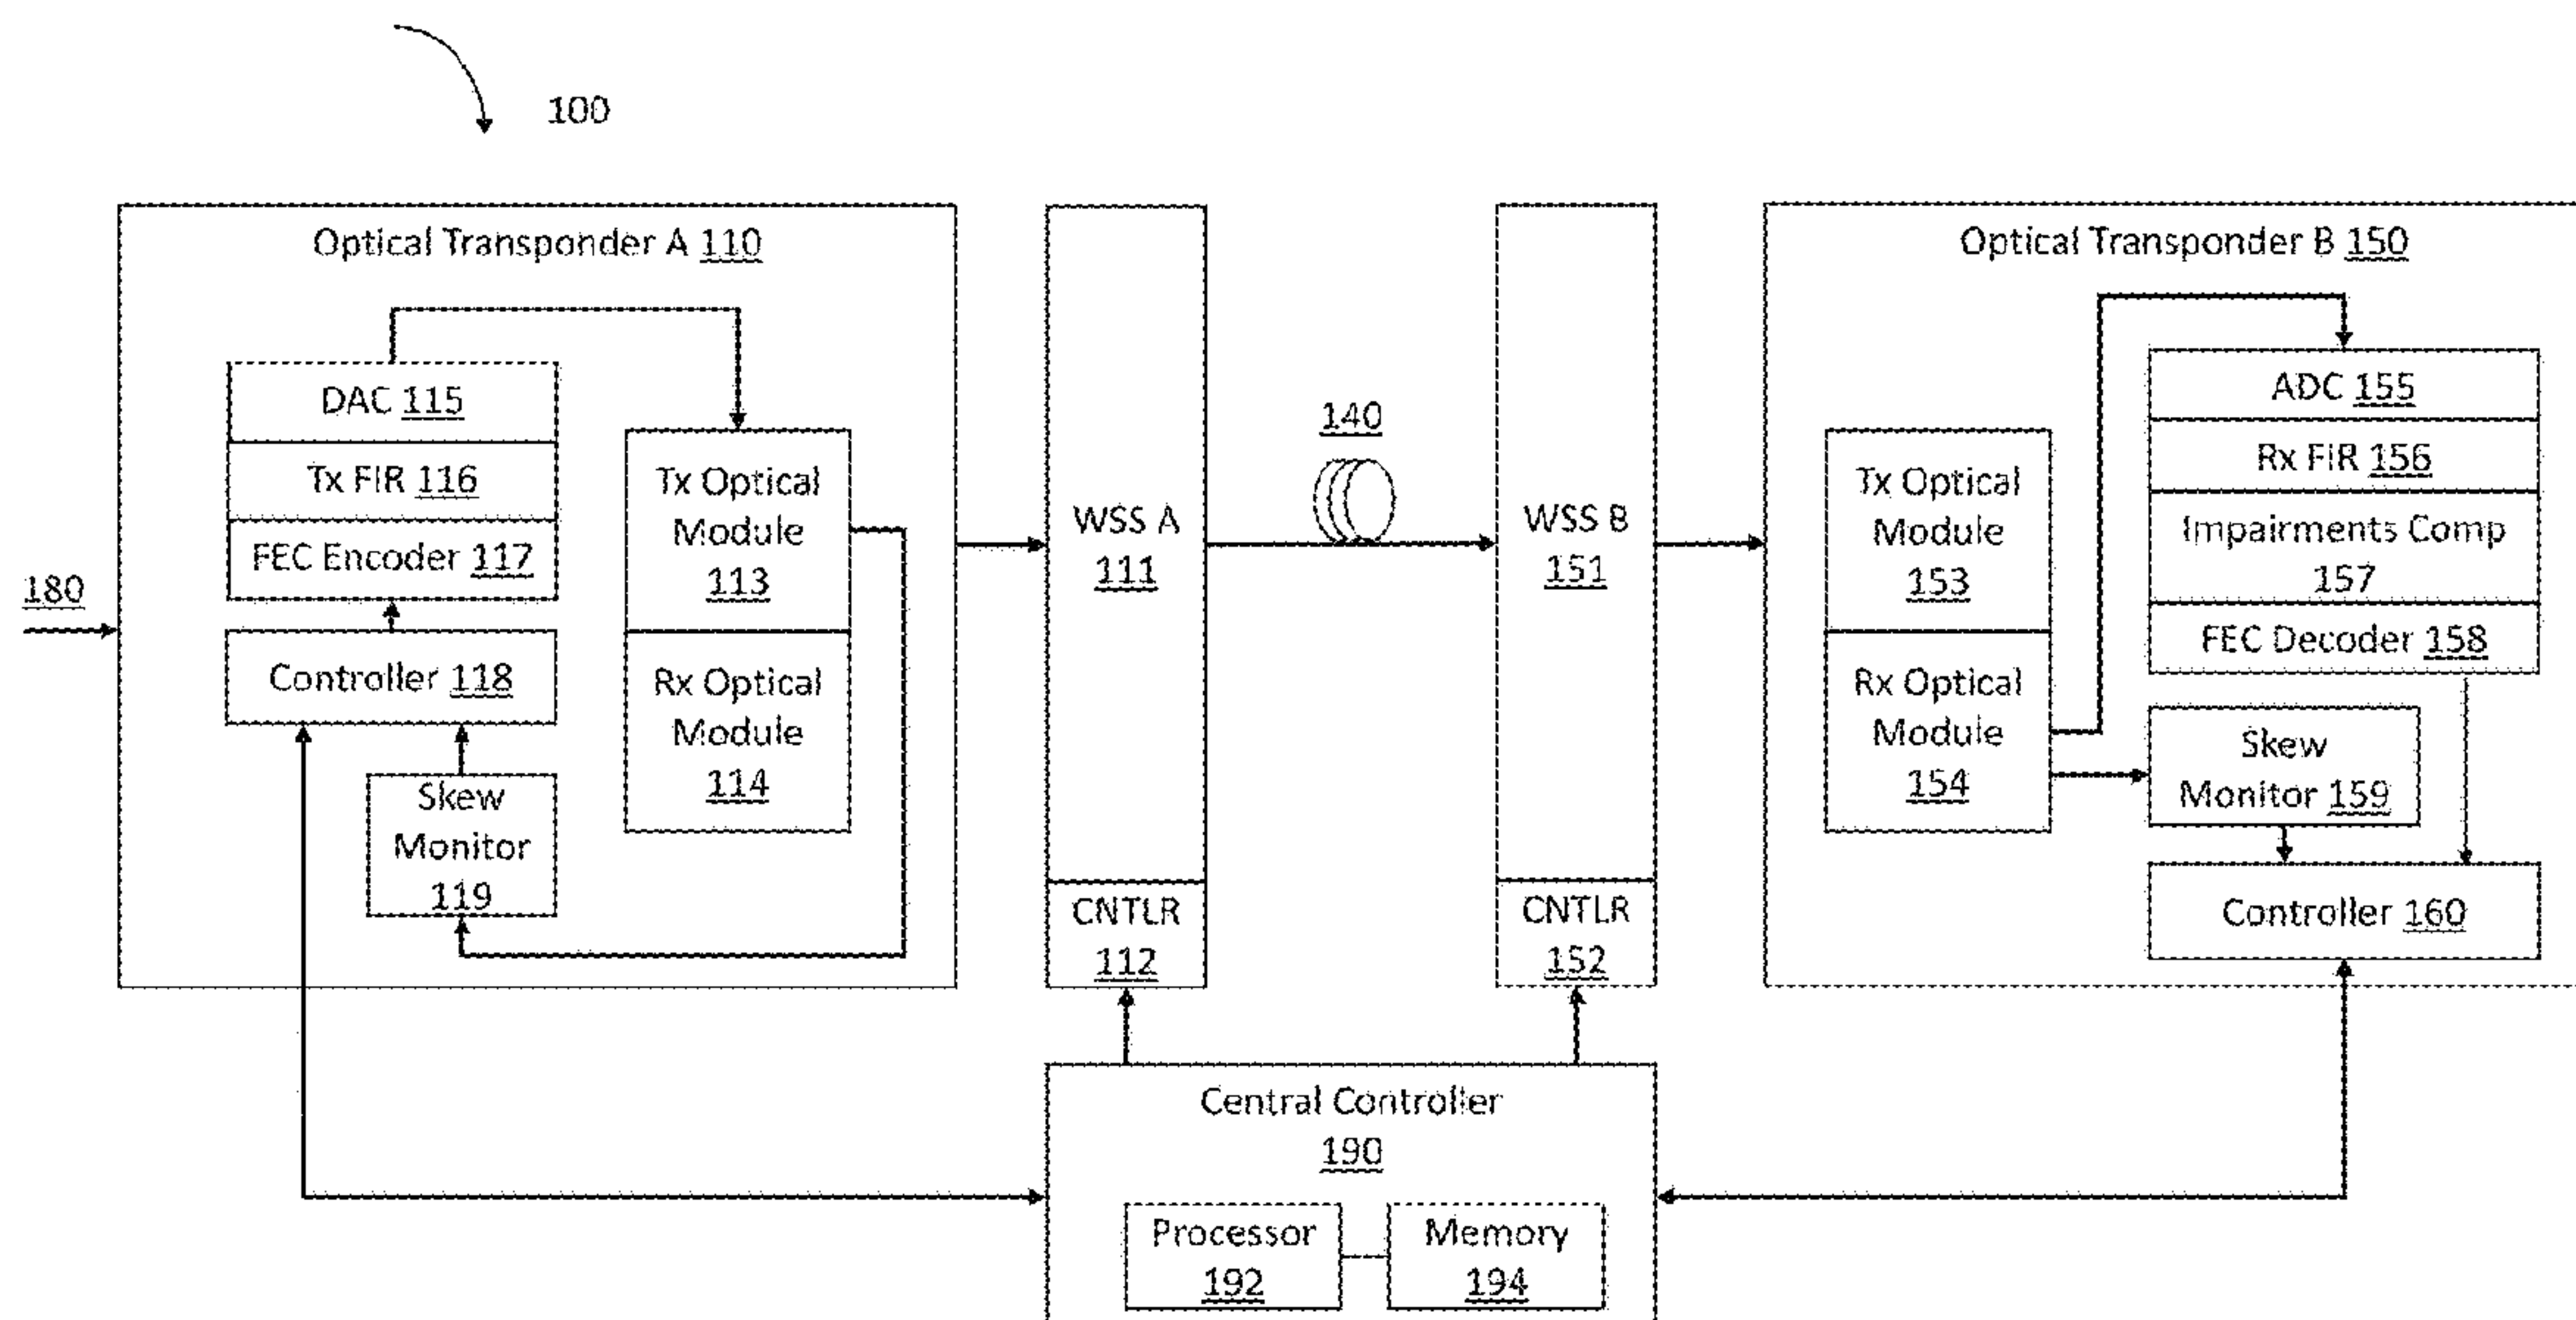 100
Optical Transponder A 110
DAC 115
Tx FIR 116
FEC Encoder 117
180
Controller 118
Skew
Monitor
119
Tx Optical
Module
113
Rx Optical
Module
114
WSS A
111
CNTLR
112
140
WSS B
151
CNTLR
152
Optical Transponder B 150
Tx Optical
Module
153
Rx Optical
Module
154
ADC 155
Rx FIR 156
Impairments Comp
157
FEC Decoder 158
Skew
Monitor 159
Controller 160
Central Controller
190
Processor
192
Memory
194